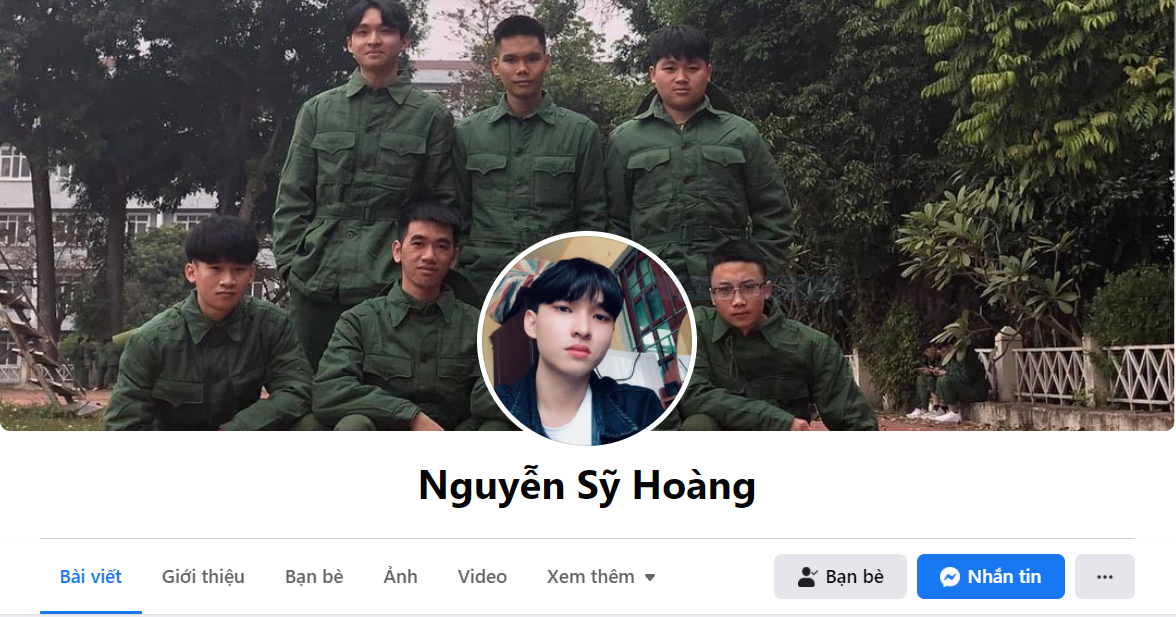 Nguyễn Sỹ Hoàng
Bài viết Giới thiệu Bạn bè Ảnh Video Xem thêm Bạn bè Nhắn tin